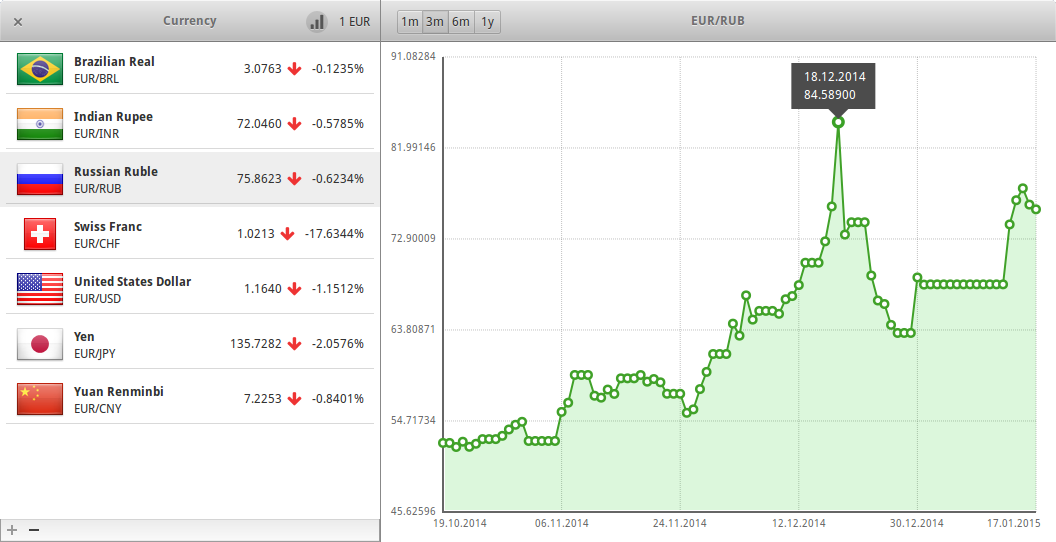 × Currency 1 EUR
Brazilian Real
EUR/BRL
3.0763 -0.1235%
Indian Rupee
EUR/INR
72.0460 -0.5785%
Russian Ruble
EUR/RUB
75.8623 -0.6234%
Swiss Franc
EUR/CHF
1.0213 -17.6344%
United States Dollar
EUR/USD
1.1640 -1.1512%
Yen
EUR/JPY
135.7282 -2.0576%
Yuan Renminbi
EUR/CNY
7.2253 -0.8401%
1m 3m 6m 1y
EUR/RUB
91.08284
81.99146
72.90009
63.80871
54.71734
45.62596
18.12.2014
84.58900
19.10.2014 06.11.2014 24.11.2014 12.12.2014 30.12.2014 17.01.2015